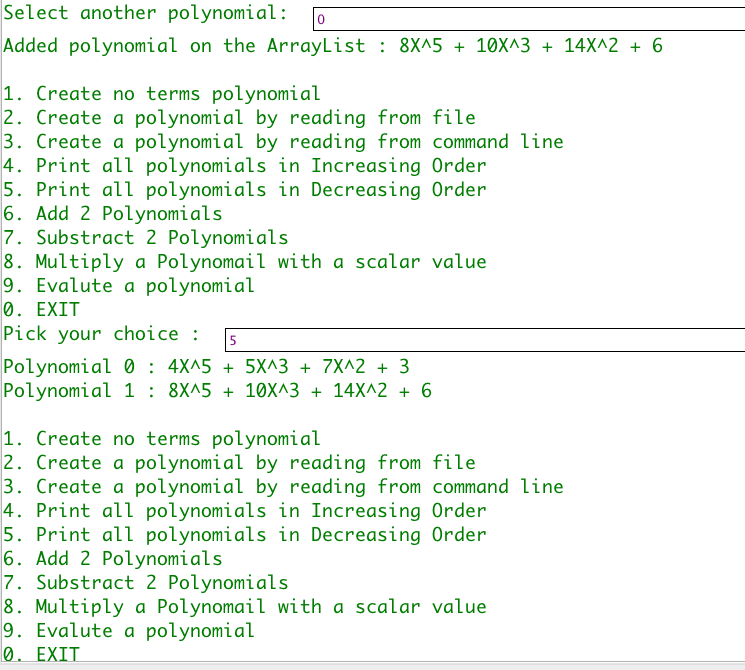 Select another polynomial: 0
Added polynomial on the ArrayList : 8X^5 + 10X^3 + 14X^2 + 6
1. Create no terms polynomial
2. Create a polynomial by reading from file
3. Create a polynomial by reading from command line
4. Print all polynomials in Increasing Order
5. Print all polynomials in Decreasing Order
6. Add 2 Polynomials
7. Substract 2 Polynomials
8. Multiply a Polynomail with a scalar value
9. Evalute a polynomial
0. EXIT
Pick your choice : 5
Polynomial 0 : 4X^5 + 5X^3 + 7X^2 + 3
Polynomial 1 : 8X^5 + 10X^3 + 14X^2 + 6
1. Create no terms polynomial
2. Create a polynomial by reading from file
3. Create a polynomial by reading from command line
4. Print all polynomials in Increasing Order
5. Print all polynomials in Decreasing Order
6. Add 2 Polynomials
7. Substract 2 Polynomials
8. Multiply a Polynomail with a scalar value
9. Evalute a polynomial
0. EXIT